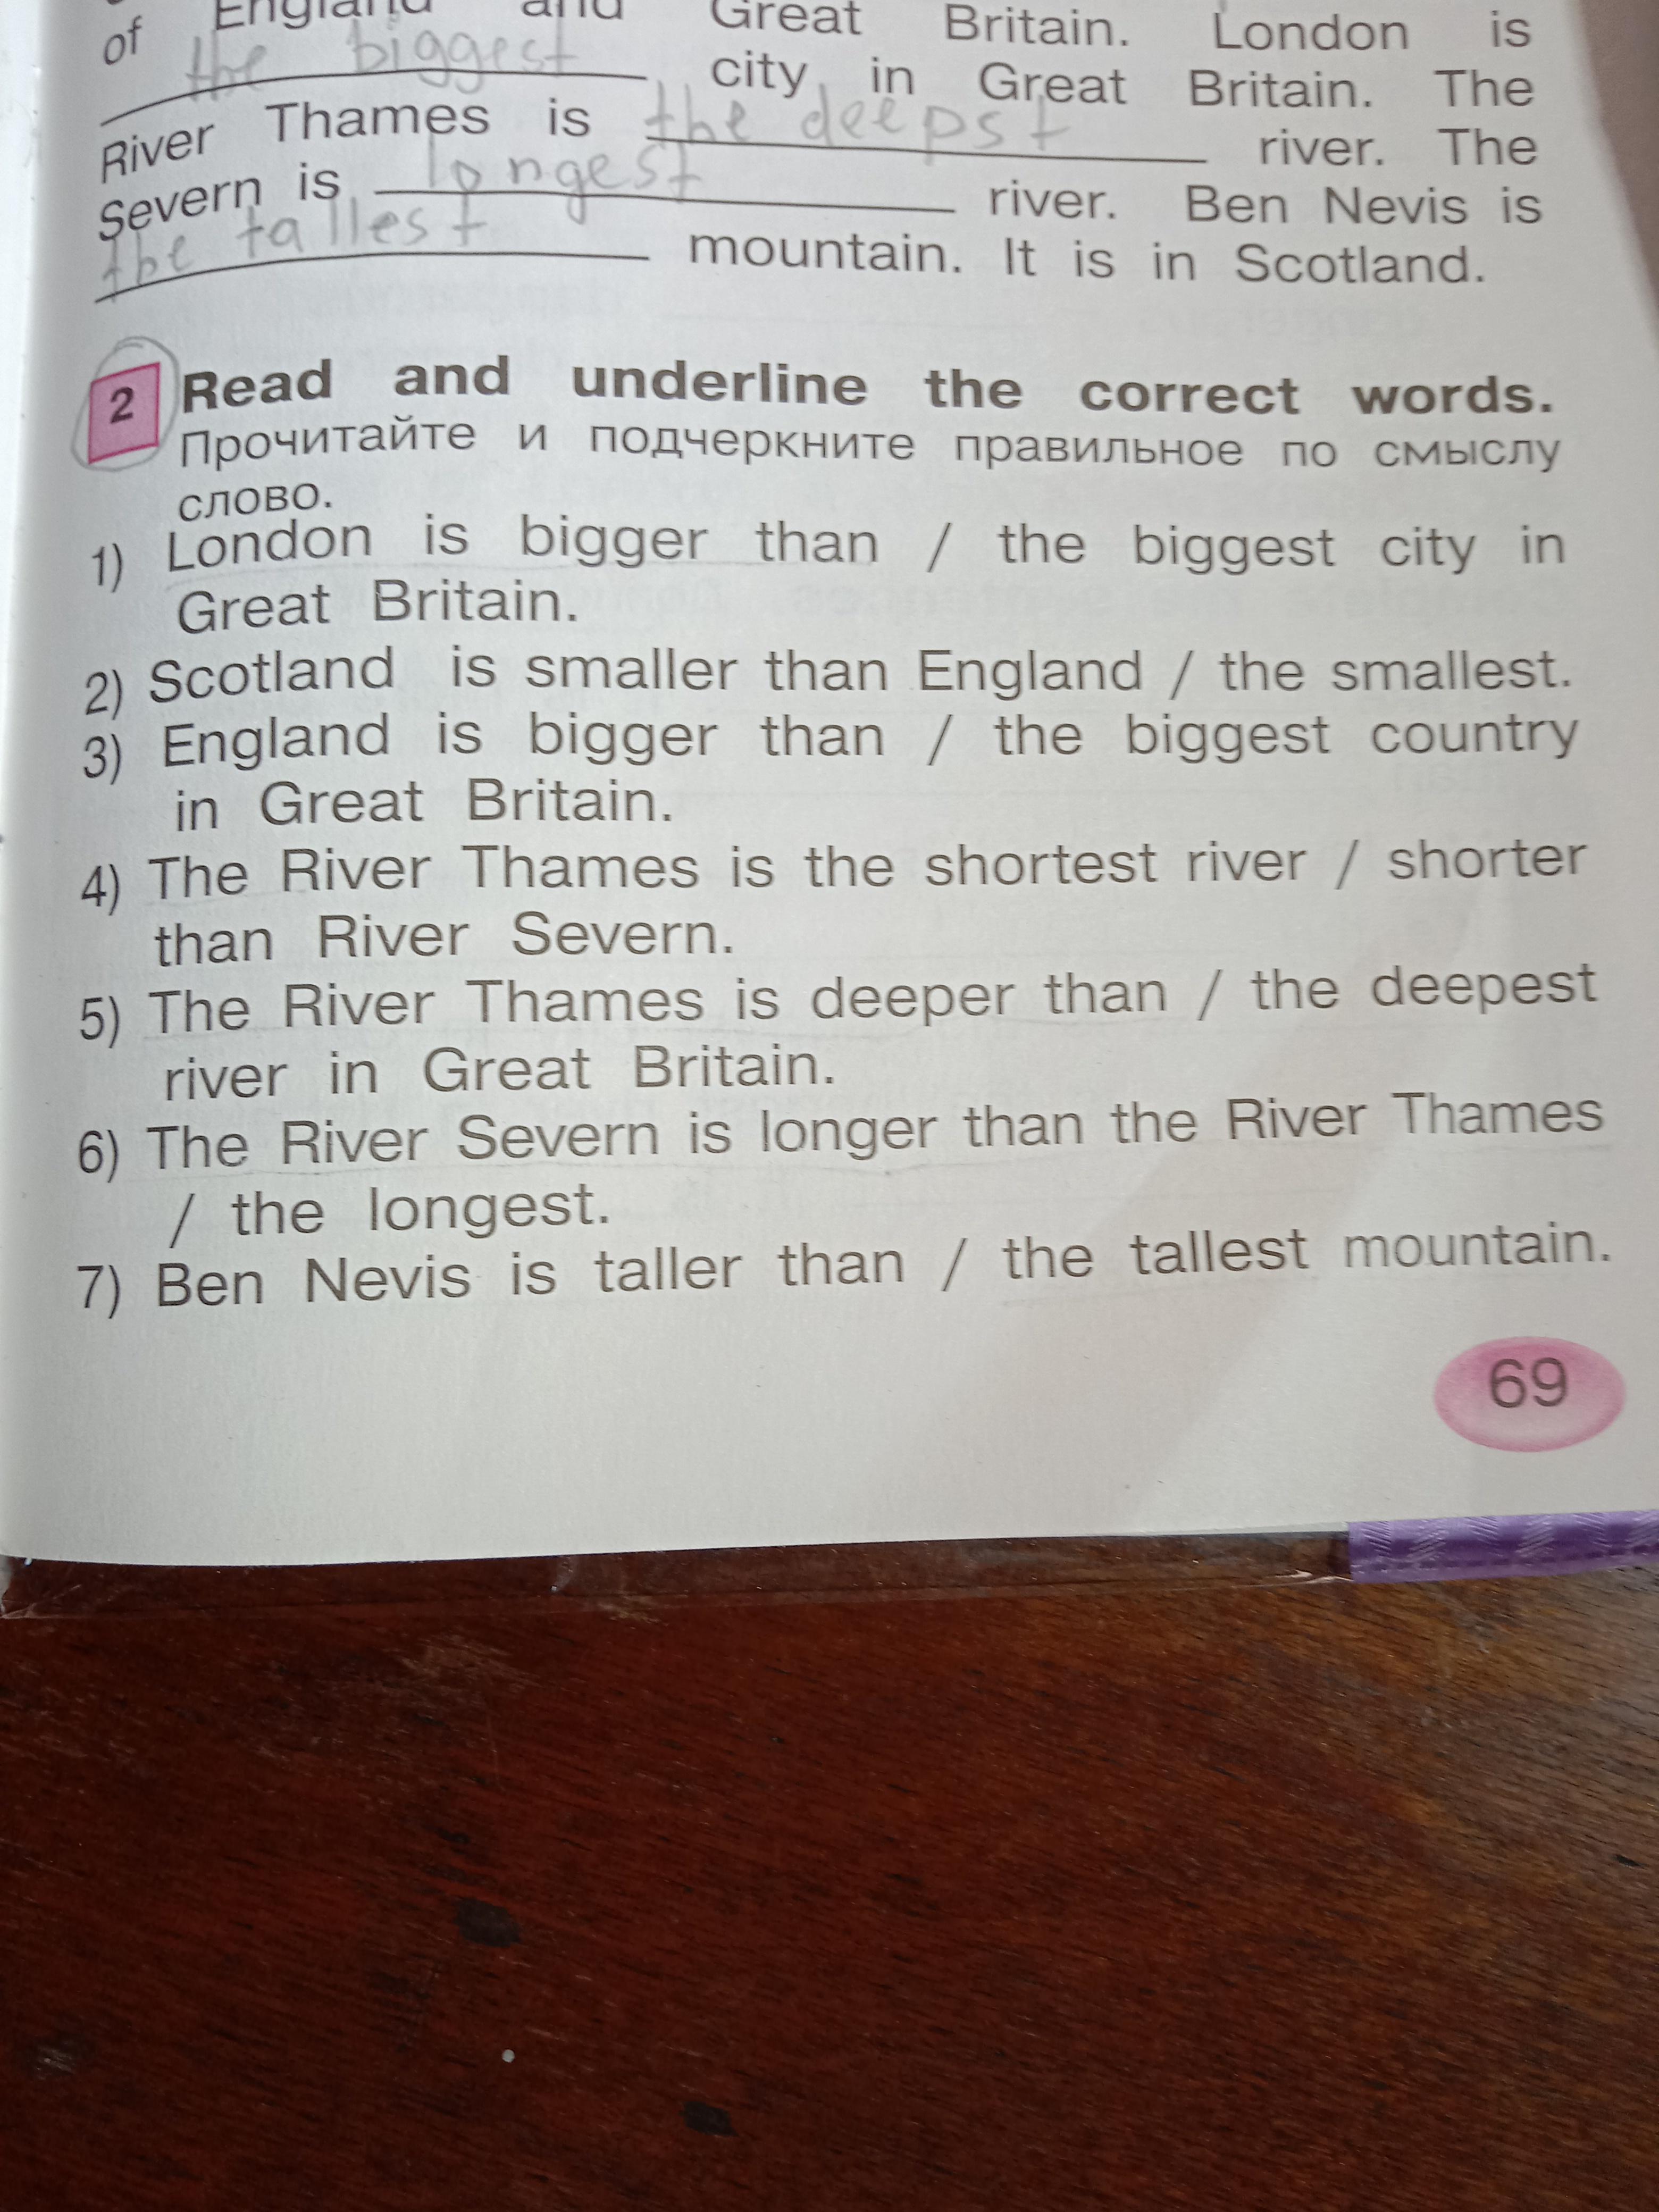 of England and Great Britain. London is
the biggest city in Great Britain. The
River Thames is the deepst river. The
Severn is longest river. Ben Nevis is
the tallest mountain. It is in Scotland.
2 Read and underline the correct words.
Прочитайте и подчеркните правильное по смыслу
слово.
1) London is bigger than / the biggest city in
Great Britain.
2) Scotland is smaller than England / the smallest.
3) England is bigger than / the biggest country
in Great Britain.
4) The River Thames is the shortest river / shorter
than River Severn.
5) The River Thames is deeper than / the deepest
river in Great Britain.
6) The River Severn is longer than the River Thames
/ the longest.
7) Ben Nevis is taller than / the tallest mountain.
69